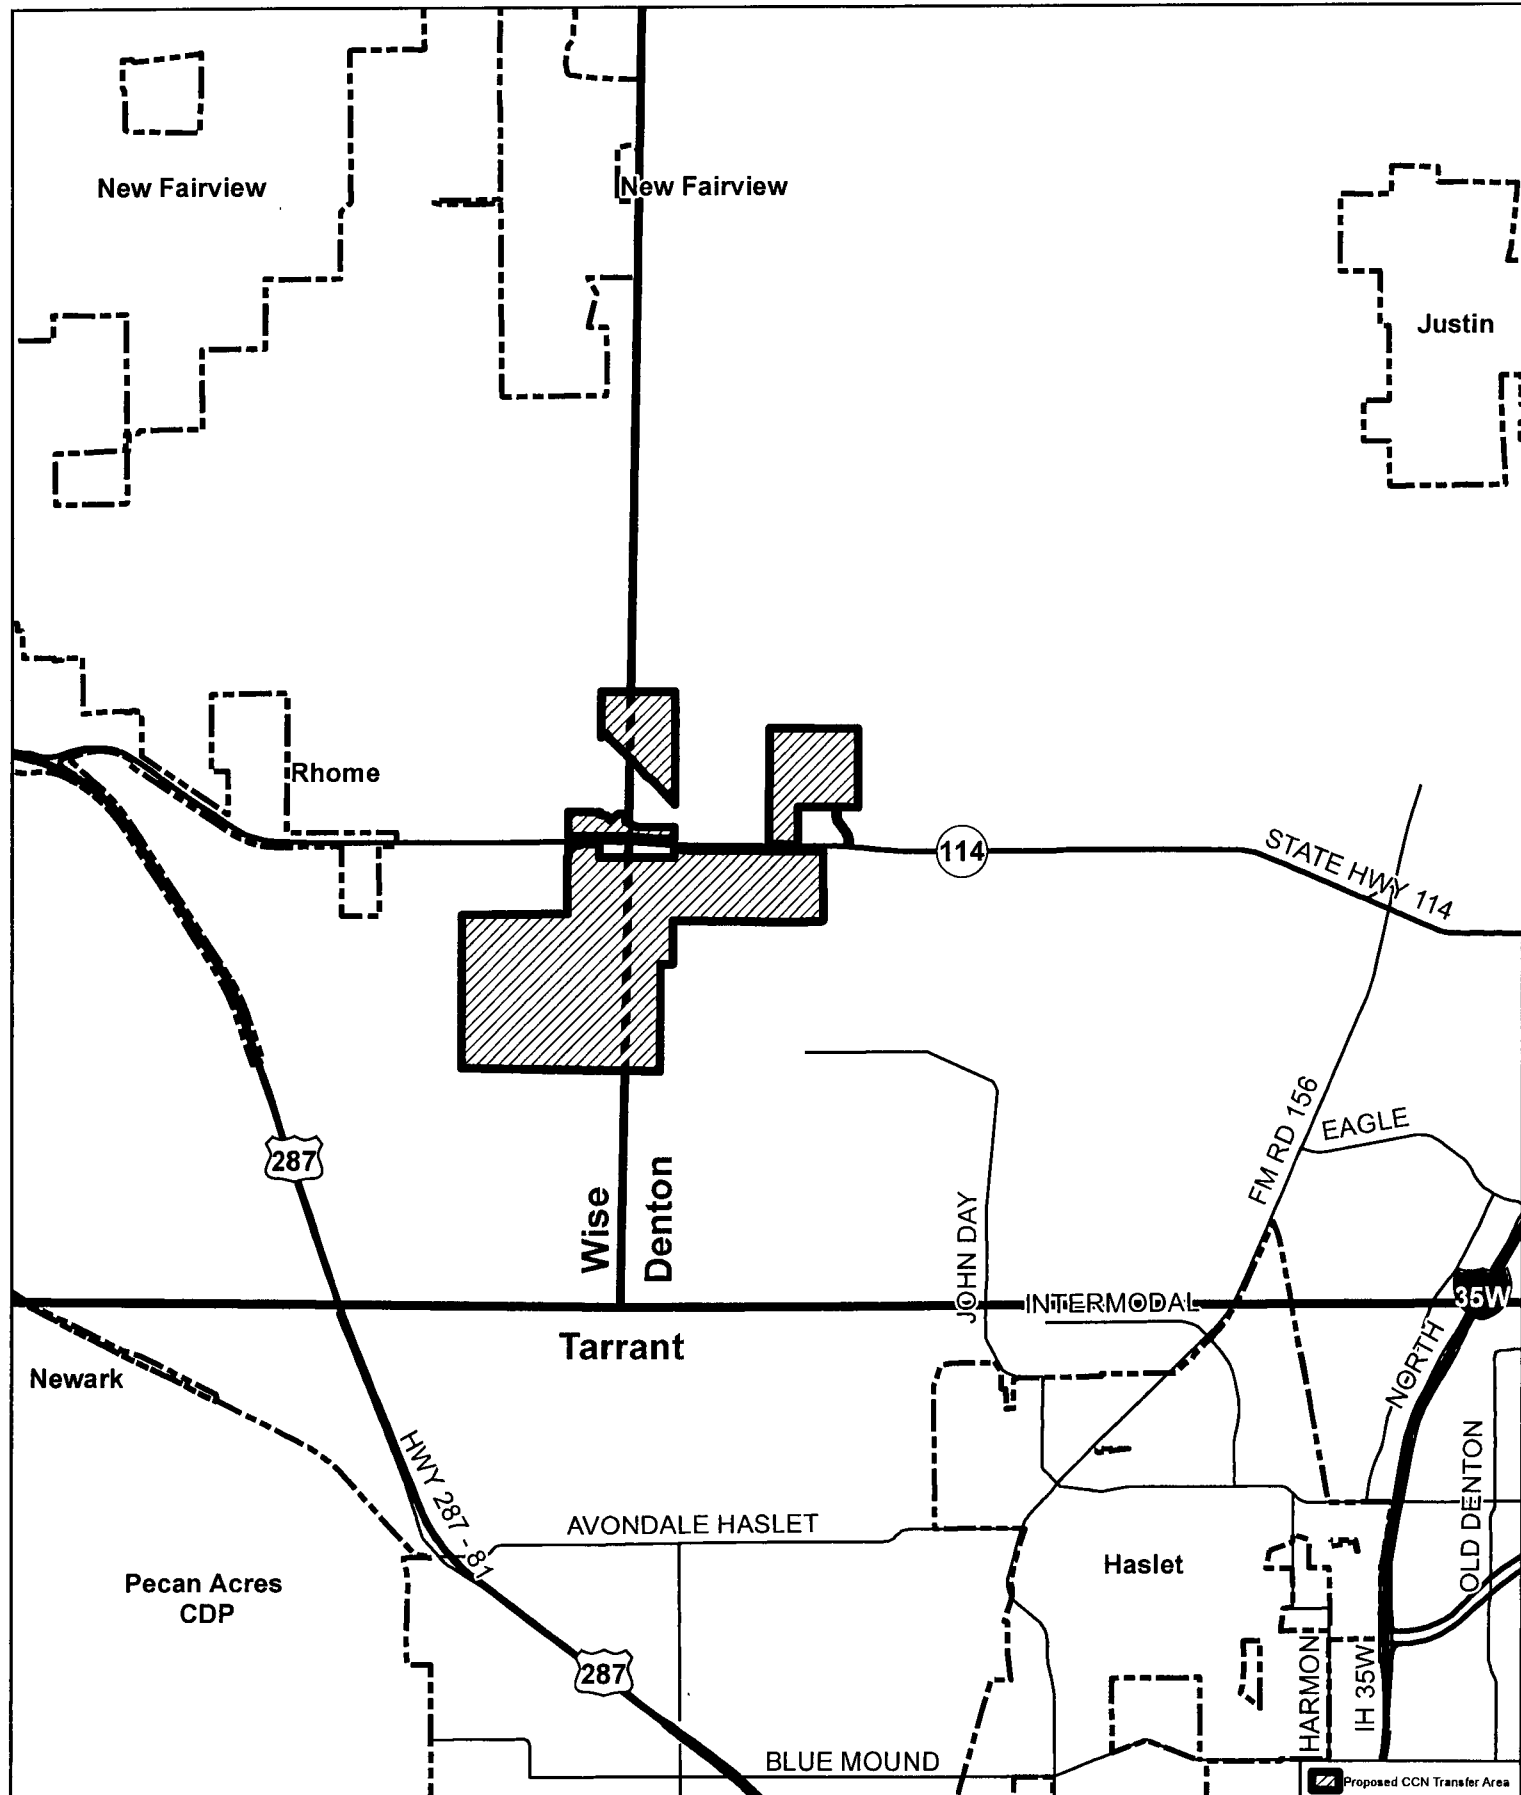 New Fairview
New Fairview
Justin
Rhome
114
STATE HWY 114
287
Wise
Denton
JOHN DAY
FM RD 156
EAGLE
INTERMODAL
35W
Tarrant
Newark
NORTH
HWY 287 - 81
AVONDALE HASLET
OLD DENTON
Haslet
Pecan Acres
CDP
287
HARMON
IH 35W
BLUE MOUND
Proposed CCN Transfer Area